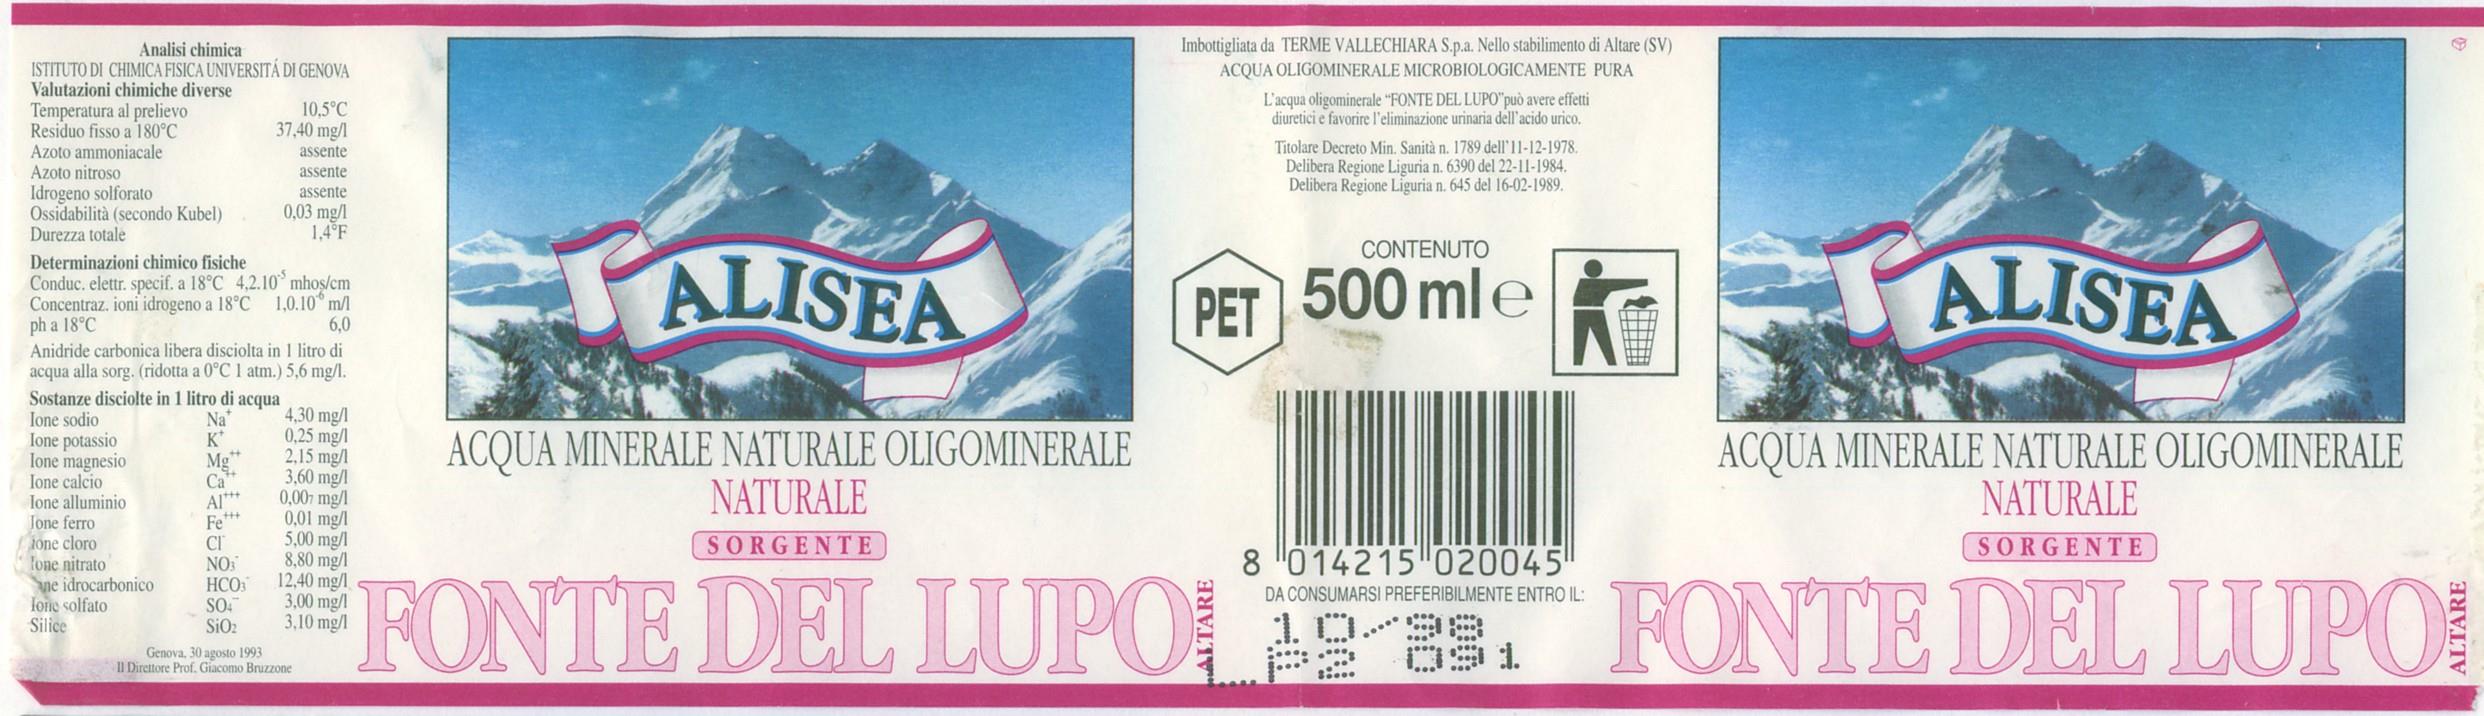 Analisi chimica
ISTITUTO DI CHIMICA FISICA UNIVERSITÁ DI GENOVA
Valutazioni chimiche diverse
Temperatura al prelievo 10,5°C
Residuo fisso a 180°C 37,40 mg/l
Azoto ammoniacale assente
Azoto nitroso assente
Idrogeno solforato assente
Ossidabilità (secondo Kubel) 0,03 mg/l
Durezza totale 1,4°F
Determinazioni chimico fisiche
Conduc. elettr. specif. a 18°C 4,2.10⁻⁵ mhos/cm
Concentraz. ioni idrogeno a 18°C 1,0.10⁻⁶ m/l
ph a 18°C 6,0
Anidride carbonica libera disciolta in 1 litro di
acqua alla sorg. (ridotta a 0°C 1 atm.) 5,6 mg/l.
Sostanze disciolte in 1 litro di acqua
Ione sodio Na⁺ 4,30 mg/l
Ione potassio K⁺ 0,25 mg/l
Ione magnesio Mg⁺⁺ 2,15 mg/l
Ione calcio Ca⁺⁺ 3,60 mg/l
Ione alluminio Al⁺⁺⁺ 0,007 mg/l
Ione ferro Fe⁺⁺⁺ 0,01 mg/l
Ione cloro Cl⁻ 5,00 mg/l
Ione nitrato NO₃⁻ 8,80 mg/l
Ione idrocarbonico HCO₃⁻ 12,40 mg/l
Ione solfato SO₄⁻⁻ 3,00 mg/l
Silice SiO₂ 3,10 mg/l
Genova, 30 agosto 1993
Il Direttore Prof. Giacomo Bruzzone
ALISEA
ACQUA MINERALE NATURALE OLIGOMINERALE
NATURALE
SORGENTE
FONTE DEL LUPO
ALTARE
Imbottigliata da TERME VALLECHIARA S.p.a. Nello stabilimento di Altare (SV)
ACQUA OLIGOMINERALE MICROBIOLOGICAMENTE PURA
L'acqua oligominerale “FONTE DEL LUPO”può avere effetti
diuretici e favorire l'eliminazione urinaria dell'acido urico.
Titolare Decreto Min. Sanità n. 1789 dell'11-12-1978.
Delibera Regione Liguria n. 6390 del 22-11-1984.
Delibera Regione Liguria n. 645 del 16-02-1989.
PET
CONTENUTO
500 ml e
8 014215 020045
DA CONSUMARSI PREFERIBILMENTE ENTRO IL:
10/98
P2 091
ALISEA
ACQUA MINERALE NATURALE OLIGOMINERALE
NATURALE
SORGENTE
FONTE DEL LUPO
ALTARE